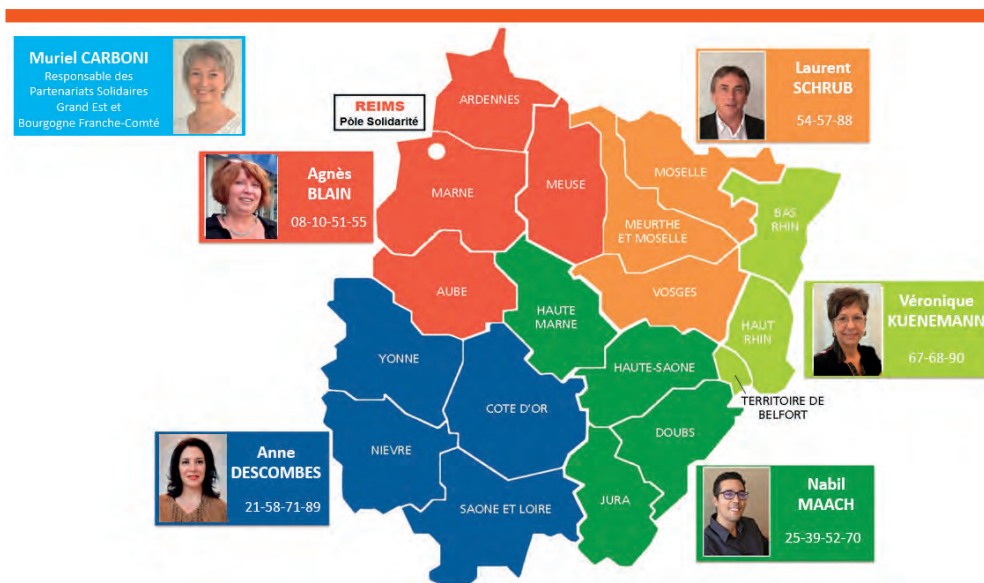 Muriel CARBONI
Responsable des
Partenariats Solidaires
Grand Est et
Bourgogne Franche-Comté
REIMS
Pôle Solidarité
Laurent
SCHRUB
54-57-88
Agnès
BLAIN
08-10-51-55
ARDENNES
MARNE
MEUSE
MOSELLE
MEURTHE
ET MOSELLE
BAS
RHIN
AUBE
HAUTE
MARNE
VOSGES
HAUT
RHIN
Véronique
KUENEMANN
67-68-90
YONNE
COTE D'OR
HAUTE-SAONE
TERRITOIRE DE
BELFORT
NIEVRE
DOUBS
Anne
DESCOMBES
21-58-71-89
SAONE ET LOIRE
JURA
Nabil
MAACH
25-39-52-70